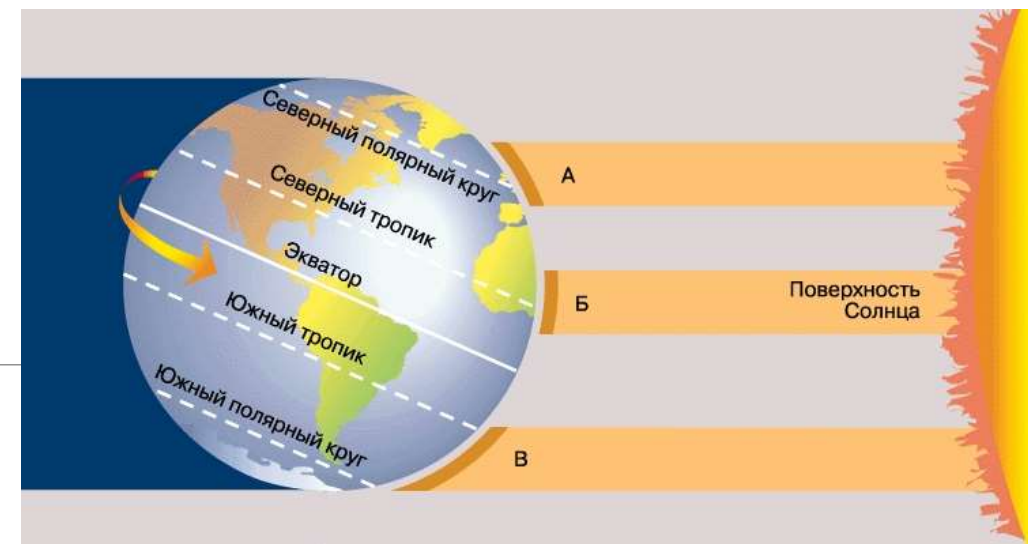 Северный полярный круг
Северный тропик
Экватор
Южный тропик
Южный полярный круг
А
Б
В
Поверхность
Солнца